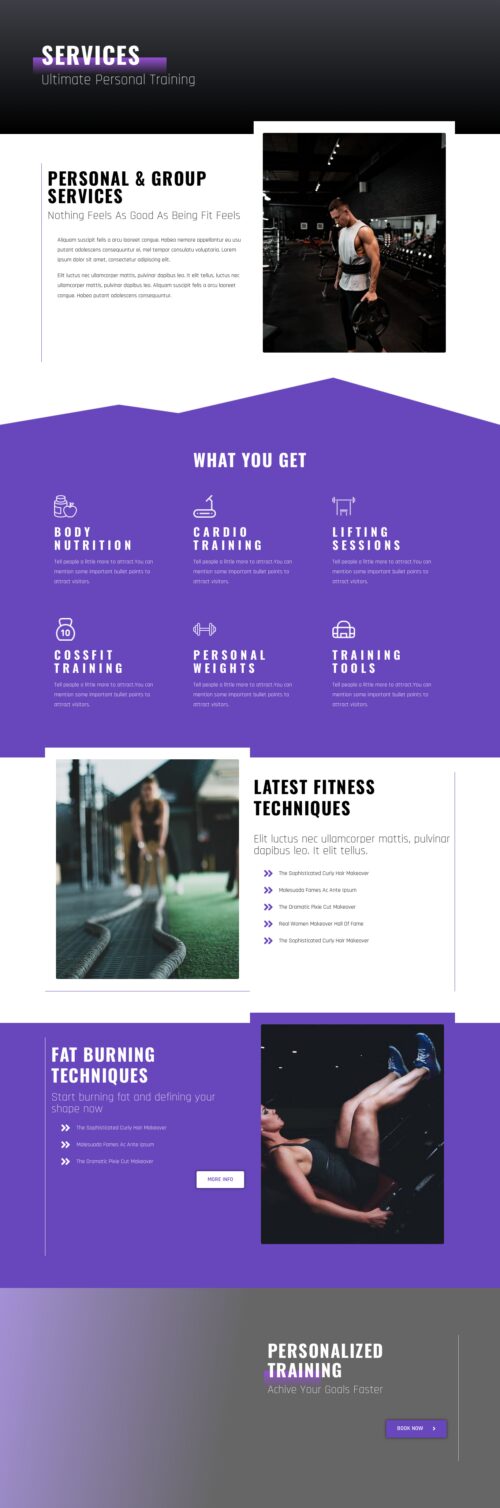 SERVICES
Ultimate Personal Training
PERSONAL & GROUP
SERVICES
Nothing Feels As Good As Being Fit Feels
Aliquam suscipit felis a arcu laoreet congue. Habeo nemore appellantur eu usu
putant adolescens consequuntur ei, mel tempor consulatu voluptaria. Lorem
ipsum dolor sit amet, consectetur adipiscing elit.
Elit luctus nec ullamcorper mattis, pulvinar dapibus leo. It elit tellus, luctus nec
ullamcorper mattis, pulvinar dapibus leo. Aliquam suscipit felis a arcu laoreet
congue. Habeo putant adolescens consequuntur.
WHAT YOU GET
BODY
NUTRITION
Tell people a little more to attract.You can
mention some important bullet points to
attract visitors.
CARDIO
TRAINING
Tell people a little more to attract.You can
mention some important bullet points to
attract visitors.
LIFTING
SESSIONS
Tell people a little more to attract.You can
mention some important bullet points to
attract visitors.
10
COSSFIT
TRAINING
Tell people a little more to attract.You can
mention some important bullet points to
attract visitors.
PERSONAL
WEIGHTS
Tell people a little more to attract.You can
mention some important bullet points to
attract visitors.
TRAINING
TOOLS
Tell people a little more to attract.You can
mention some important bullet points to
attract visitors.
LATEST FITNESS
TECHNIQUES
Elit luctus nec ullamcorper mattis, pulvinar
dapibus leo. It elit tellus.
The Sophisticated Curly Hair Makeover
Malesuada Fames Ac Ante Ipsum
The Dramatic Pixie Cut Makeover
Real Women Makeover Hall Of Fame
The Sophisticated Curly Hair Makeover
FAT BURNING
TECHNIQUES
Start burning fat and defining your
shape now
The Sophisticated Curly Hair Makeover
Malesuada Fames Ac Ante Ipsum
The Dramatic Pixie Cut Makeover
MORE INFO
PERSONALIZED
TRAINING
Achive Your Goals Faster
BOOK NOW